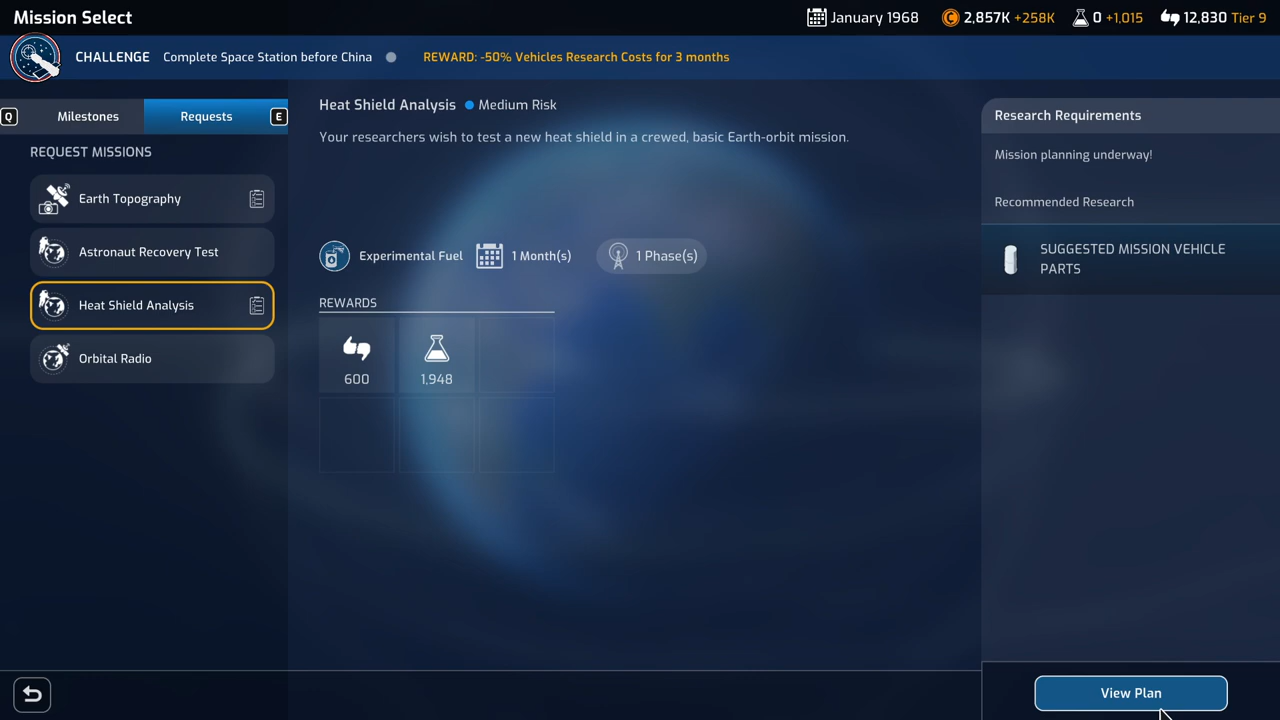 Mission Select
January 1968
2,857K +258K
0 +1,015
12,830 Tier 9
CHALLENGE Complete Space Station before China
REWARD: -50% Vehicles Research Costs for 3 months
Q Milestones Requests E
REQUEST MISSIONS
Earth Topography
Astronaut Recovery Test
Heat Shield Analysis
Orbital Radio
Heat Shield Analysis Medium Risk
Your researchers wish to test a new heat shield in a crewed, basic Earth-orbit mission.
Experimental Fuel 1 Month(s) 1 Phase(s)
REWARDS
600 1,948
Research Requirements
Mission planning underway!
Recommended Research
SUGGESTED MISSION VEHICLE
PARTS
View Plan